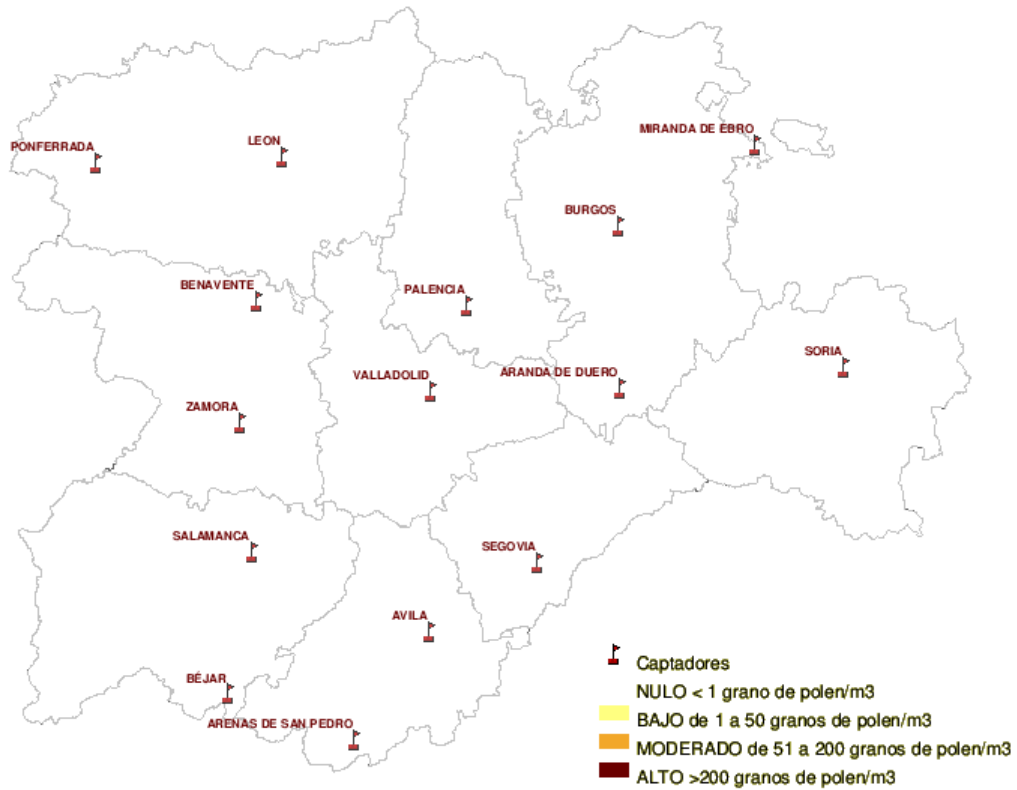 MIRANDA DE EBRO
PONFERRADA
LEON
BURGOS
BENAVENTE
PALENCIA
SORIA
VALLADOLID
ARANDA DE DUERO
ZAMORA
SALAMANCA
SEGOVIA
AVILA
BÉJAR
ARENAS DE SAN PEDRO
Captadores
NULO < 1 grano de polen/m3
BAJO de 1 a 50 granos de polen/m3
MODERADO de 51 a 200 granos de polen/m3
ALTO >200 granos de polen/m3